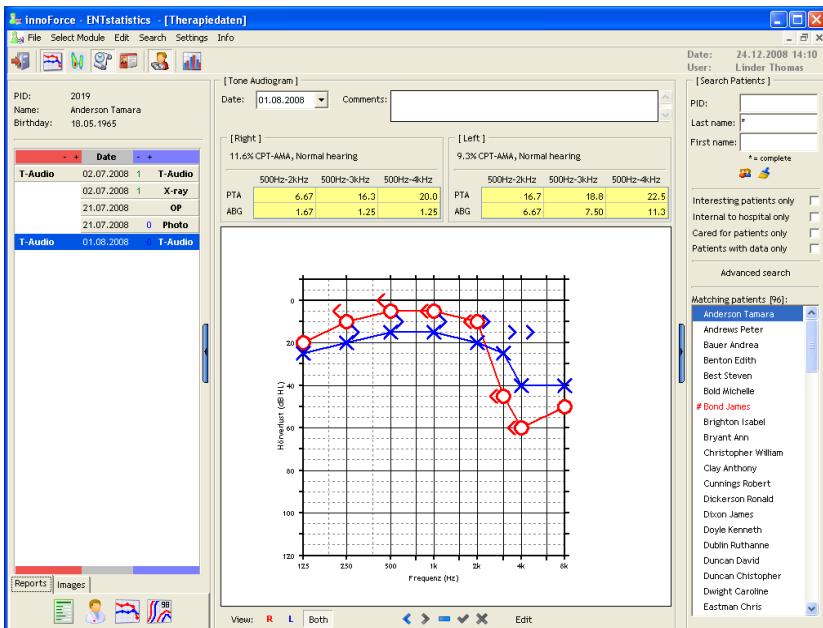 innoForce - ENTstatistics - [Therapiedaten]
File Select Module Edit Search Settings Info
Date: 24.12.2008 14:10
User: Linder Thomas
PID: 2019
Name: Anderson Tamara
Birthday: 18.05.1965
- + Date - +
T-Audio 02.07.2008 1 T-Audio
02.07.2008 1 X-ray
21.07.2008 OP
21.07.2008 0 Photo
T-Audio 01.08.2008 0 T-Audio
Reports Images
98
[Tone Audiogram]
Date: 01.08.2008 Comments:
[Right]
11.6% CPT-AMA, Normal hearing
500Hz-2kHz 500Hz-3kHz 500Hz-4kHz
PTA 6.67 16.3 20.0
ABG 1.67 1.25 1.25
[Left]
9.3% CPT-AMA, Normal hearing
500Hz-2kHz 500Hz-3kHz 500Hz-4kHz
PTA 16.7 18.8 22.5
ABG 6.67 7.50 11.3
Hörverlust (dB HL)
0
20
40
60
80
100
120
125 250 500 1k 2k 4k 8k
Frequenz (Hz)
View: R L Both Edit
[Search Patients]
PID:
Last name: *
First name:
* = complete
Interesting patients only
Internal to hospital only
Cared for patients only
Patients with data only
Advanced search
Matching patients [96]:
Anderson Tamara
Andrews Peter
Bauer Andrea
Benton Edith
Best Steven
Bold Michelle
# Bond James
Brighton Isabel
Bryant Ann
Christopher William
Clay Anthony
Cunnings Robert
Dickerson Ronald
Dixon James
Doyle Kenneth
Dublin Ruthanne
Duncan David
Duncan Chistopher
Dwight Caroline
Eastman Chris